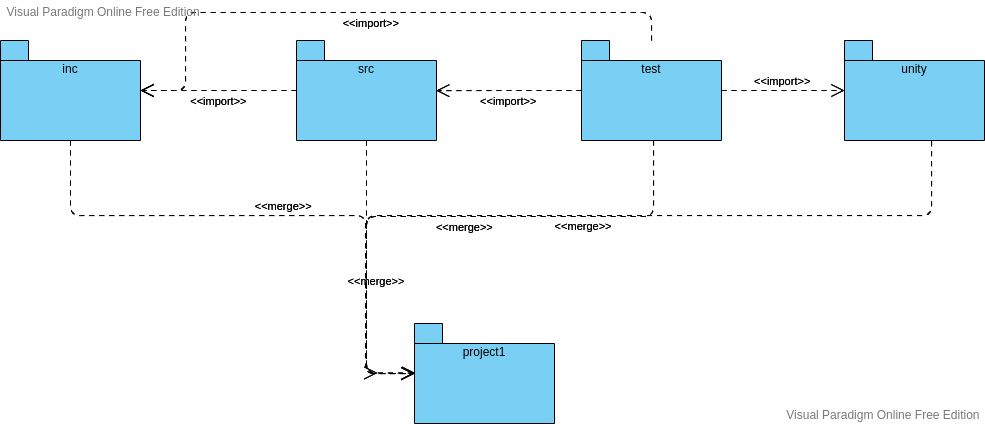 Visual Paradigm Online Free Edition
<<import>>
inc
src
test
unity
<<import>>
<<import>>
<<import>>
<<merge>>
<<merge>>
<<merge>>
<<merge>>
project1
Visual Paradigm Online Free Edition